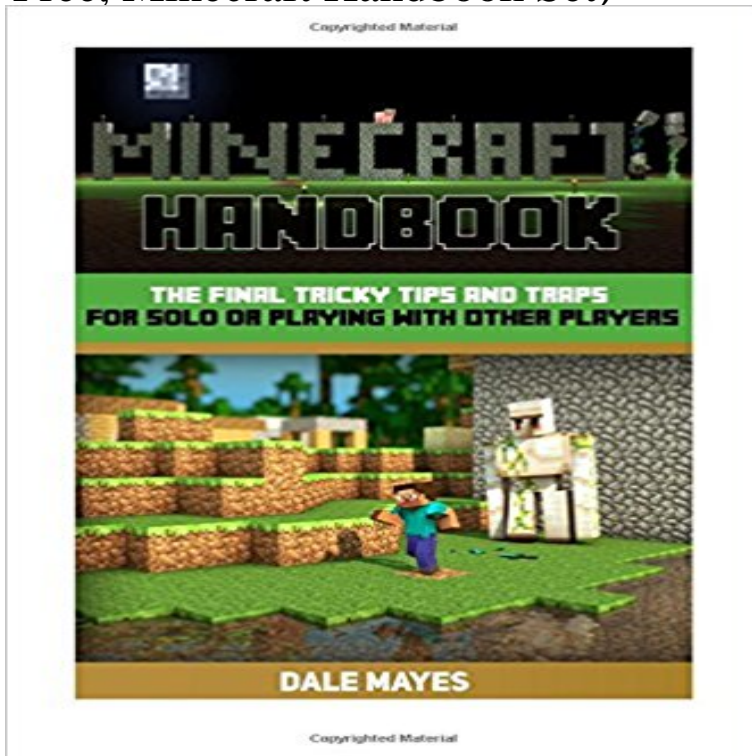 Copyrighted Material
MINECRAFT
HANDBOOK
THE FINAL TRICKY TIPS AND TRAPS
FOR SOLO OR PLAYING WITH OTHER PLAYERS
DALE MAYES
Copyrighted Material